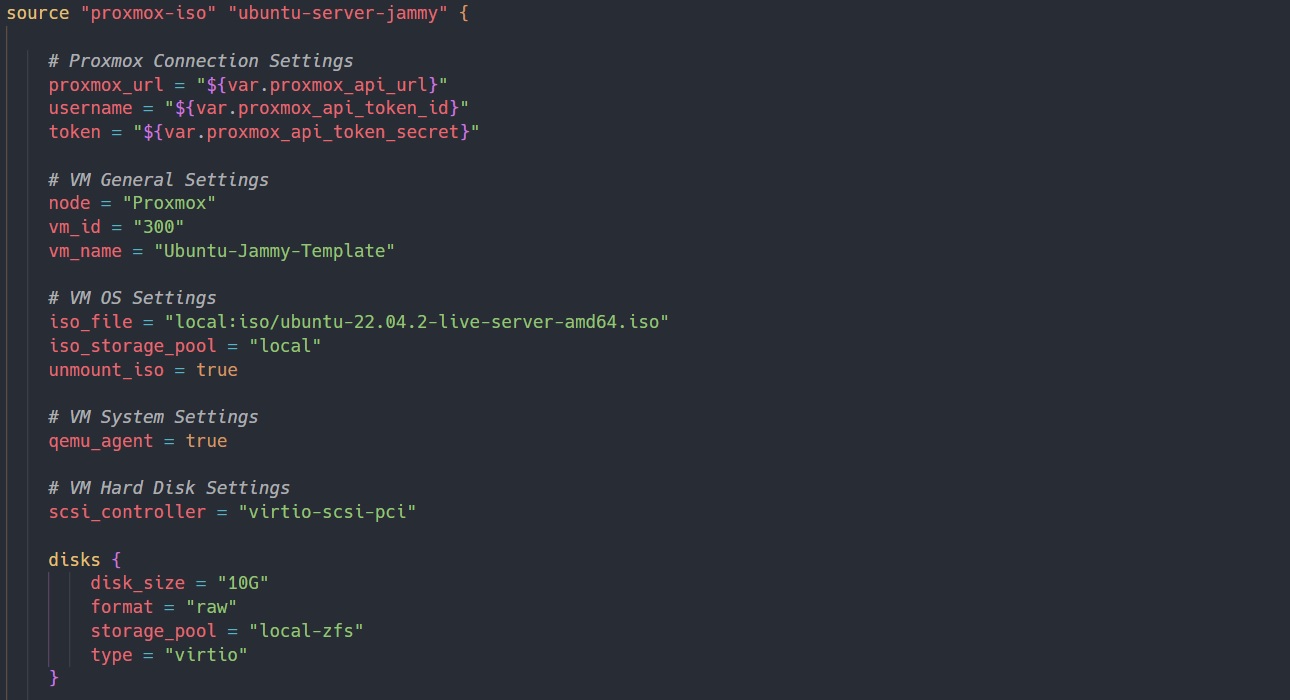 source "proxmox-iso" "ubuntu-server-jammy" {
# Proxmox Connection Settings
proxmox_url = "${var.proxmox_api_url}"
username = "${var.proxmox_api_token_id}"
token = "${var.proxmox_api_token_secret}"
# VM General Settings
node = "Proxmox"
vm_id = "300"
vm_name = "Ubuntu-Jammy-Template"
# VM OS Settings
iso_file = "local:iso/ubuntu-22.04.2-live-server-amd64.iso"
iso_storage_pool = "local"
unmount_iso = true
# VM System Settings
qemu_agent = true
# VM Hard Disk Settings
scsi_controller = "virtio-scsi-pci"
disks {
disk_size = "10G"
format = "raw"
storage_pool = "local-zfs"
type = "virtio"
}